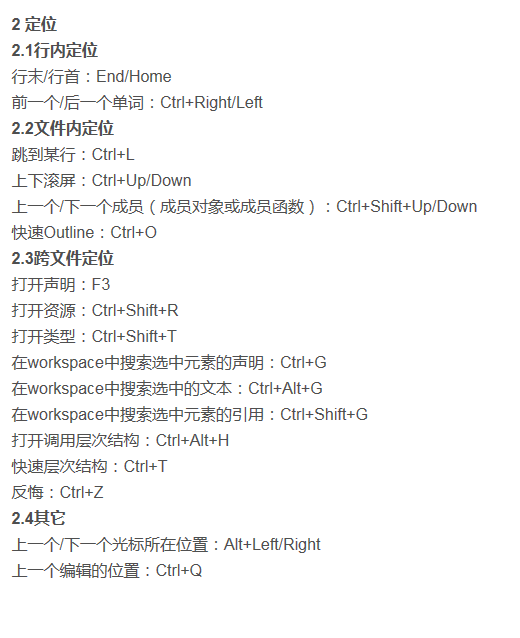 2 定位
2.1行内定位
行末/行首：End/Home
前一个/后一个单词：Ctrl+Right/Left
2.2文件内定位
跳到某行：Ctrl+L
上下滚屏：Ctrl+Up/Down
上一个/下一个成员（成员对象或成员函数）：Ctrl+Shift+Up/Down
快速Outline：Ctrl+O
2.3跨文件定位
打开声明：F3
打开资源：Ctrl+Shift+R
打开类型：Ctrl+Shift+T
在workspace中搜索选中元素的声明：Ctrl+G
在workspace中搜索选中的文本：Ctrl+Alt+G
在workspace中搜索选中元素的引用：Ctrl+Shift+G
打开调用层次结构：Ctrl+Alt+H
快速层次结构：Ctrl+T
反悔：Ctrl+Z
2.4其它
上一个/下一个光标所在位置：Alt+Left/Right
上一个编辑的位置：Ctrl+Q